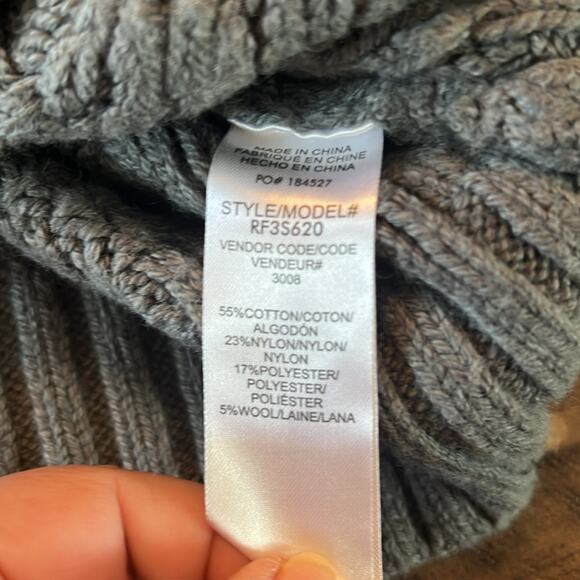 MADE IN CHINA
FABRIQUÉ EN CHINE
HECHO EN CHINA
PO# 184527
STYLE/MODEL#
RF3S620
VENDOR CODE/CODE
VENDEUR#
3008
55%COTTON/COTON/
ALGODÓN
23%NYLON/NYLON/
NYLON
17%POLYESTER/
POLYESTER/
POLIÉSTER
5%WOOL/LAINE/LANA